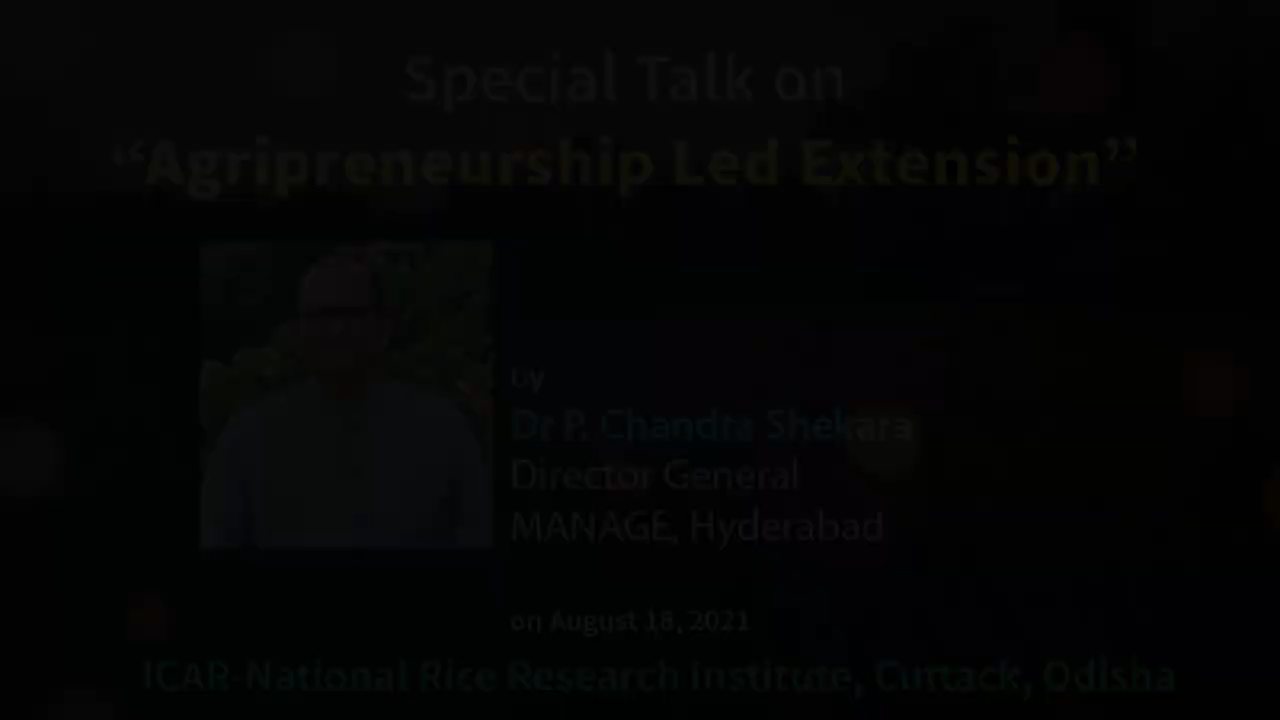 Special Talk on
“Agripreneurship Led Extension”
by
Dr P. Chandra Shekara
Director General
MANAGE, Hyderabad
on August 18, 2021
ICAR-National Rice Research Institute, Cuttack, Odisha